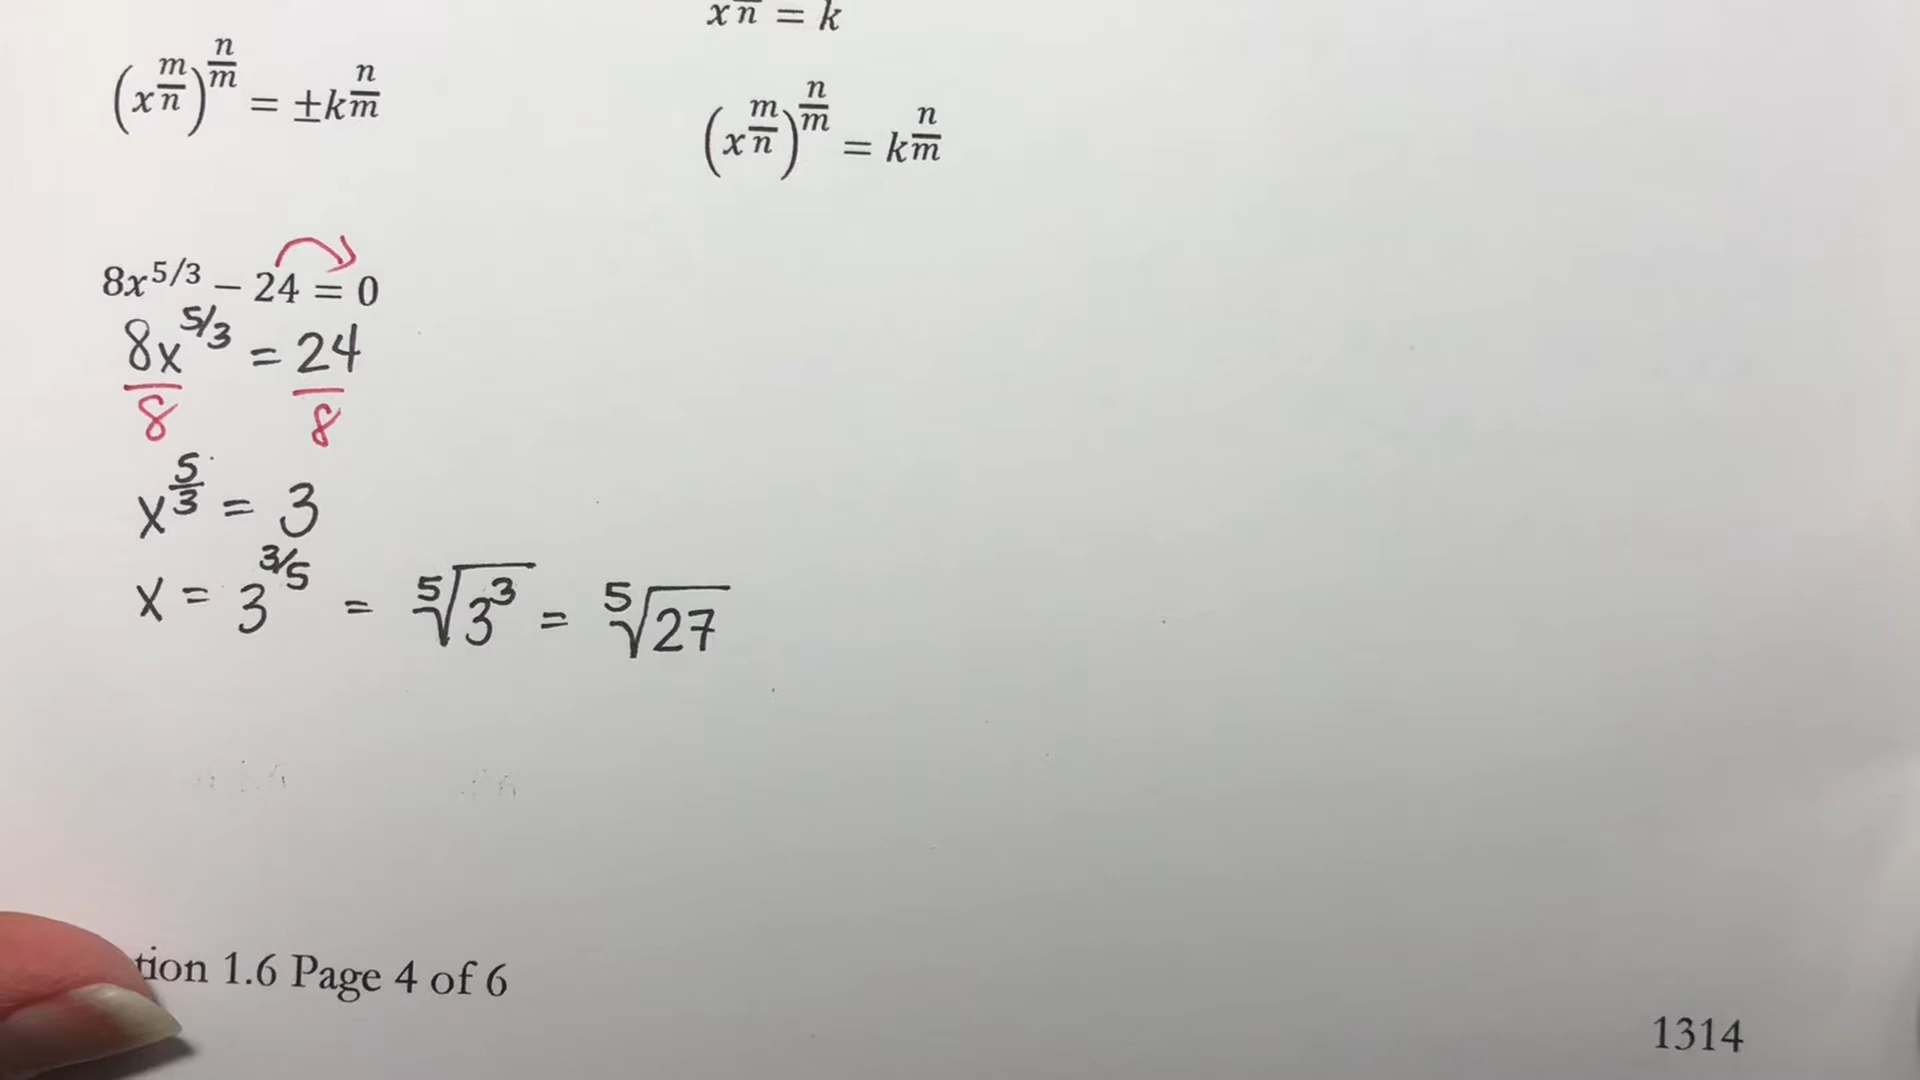 x^(m/n) = k
(x^(m/n))^(n/m) = ±k^(n/m)
(x^(m/n))^(n/m) = k^(n/m)
8x^(5/3) − 24 = 0
8x^(5/3) = 24
8 8
x^(5/3) = 3
x = 3^(3/5) = ⁵√(3³) = ⁵√27
tion 1.6 Page 4 of 6
1314